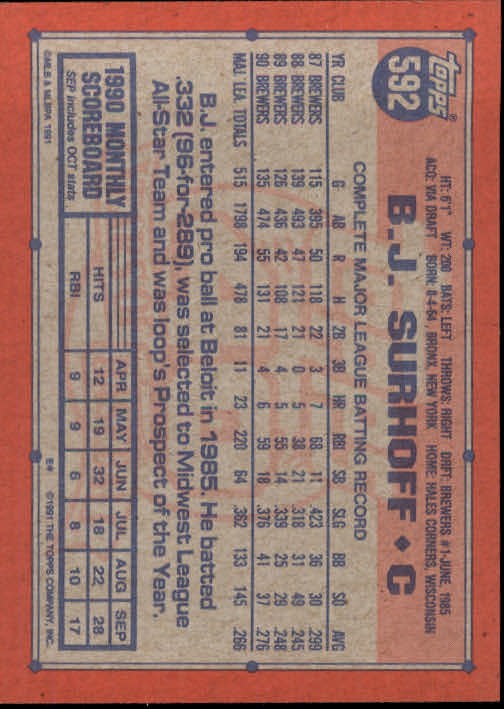 topps®
592
HT: 6'1" WT: 200 BATS: LEFT THROWS: RIGHT DRAFT: BREWERS #1-JUNE, 1985
ACQ: VIA DRAFT BORN: 8-4-64, BRONX, NEW YORK HOME: HALES CORNERS, WISCONSIN
B.J. SURHOFF ♦ C
COMPLETE MAJOR LEAGUE BATTING RECORD
YR CLUB G AB R H 2B 3B HR RBI SB SLG BB SO AVG
87 BREWERS 115 395 50 118 22 3 7 68 11 .423 36 30 .299
88 BREWERS 139 493 47 121 21 0 5 38 21 .318 31 49 .245
89 BREWERS 126 436 42 108 17 4 5 55 14 .339 25 29 .248
90 BREWERS 135 474 55 131 21 4 6 59 18 .376 41 37 .276
MAJ. LEA. TOTALS 515 1798 194 478 81 11 23 220 64 .362 133 145 .266
B.J. entered pro ball at Beloit in 1985. He batted
.332 (96-for-289), was selected to Midwest League
All-Star Team and was loop's Prospect of the Year.
1990 MONTHLY
SCOREBOARD
SEP includes OCT stats
APR MAY JUN JUL AUG SEP
HITS 12 19 32 18 22 28
RBI 9 9 6 8 10 17
©MLB & MLBPA 1991
E* ©1991 THE TOPPS COMPANY, INC.